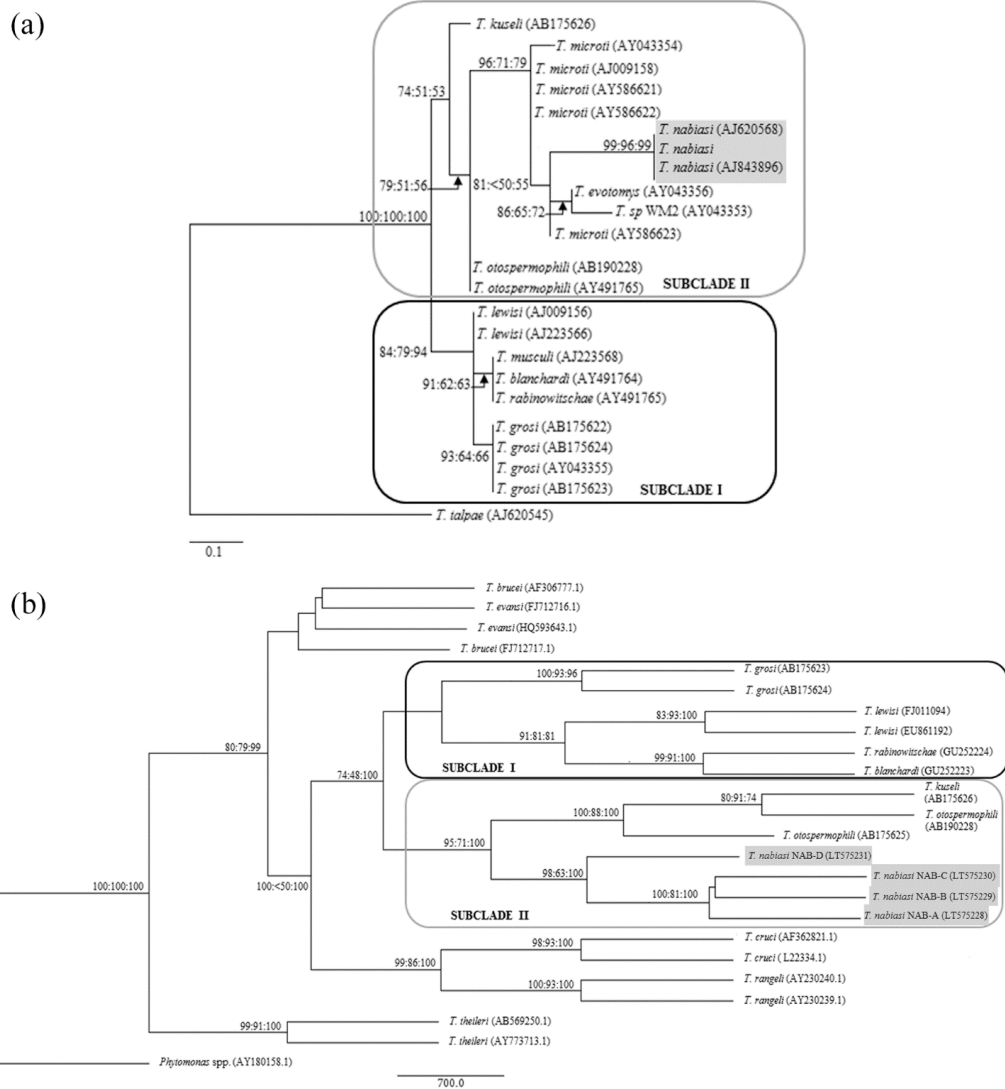 (a)
T. kuseli (AB175626)
T. microti (AY043354)
96:71:79
T. microti (AJ009158)
74:51:53
T. microti (AY586621)
T. microti (AY586622)
T. nabiasi (AJ620568)
99:96:99
T. nabiasi
T. nabiasi (AJ843896)
79:51:56
81:<50:55
T. evotomys (AY043356)
86:65:72
T. sp WM2 (AY043353)
100:100:100
T. microti (AY586623)
T. otospermophili (AB190228)
SUBCLADE II
T. otospermophili (AY491765)
T. lewisi (AJ009156)
T. lewisi (AJ223566)
84:79:94
T. musculi (AJ223568)
91:62:63
T. blanchardi (AY491764)
T. rabinowitschae (AY491765)
T. grosi (AB175622)
T. grosi (AB175624)
93:64:66
T. grosi (AY043355)
T. grosi (AB175623)
SUBCLADE I
T. talpae (AJ620545)
0.1
(b)
T. brucei (AF306777.1)
T. evansi (FJ712716.1)
T. evansi (HQ593643.1)
T. brucei (FJ712717.1)
100:93:96
T. grosi (AB175623)
T. grosi (AB175624)
83:93:100
T. lewisi (FJ011094)
T. lewisi (EU861192)
91:81:81
80:79:99
99:91:100
T. rabinowitschae (GU252224)
T. blanchardi (GU252223)
SUBCLADE I
74:48:100
80:91:74
T. kuseli
(AB175626)
100:88:100
T. otospermophili
(AB190228)
T. otospermophili (AB175625)
95:71:100
T. nabiasi NAB-D (LT575231)
98:63:100
T. nabiasi NAB-C (LT575230)
100:81:100
T. nabiasi NAB-B (LT575229)
100:100:100
100:<50:100
SUBCLADE II
T. nabiasi NAB-A (LT575228)
98:93:100
T. cruci (AF362821.1)
99:86:100
T. cruci ( L22334.1)
100:93:100
T. rangeli (AY230240.1)
T. rangeli (AY230239.1)
99:91:100
T. theileri (AB569250.1)
T. theileri (AY773713.1)
Phytomonas spp. (AY180158.1)
700.0